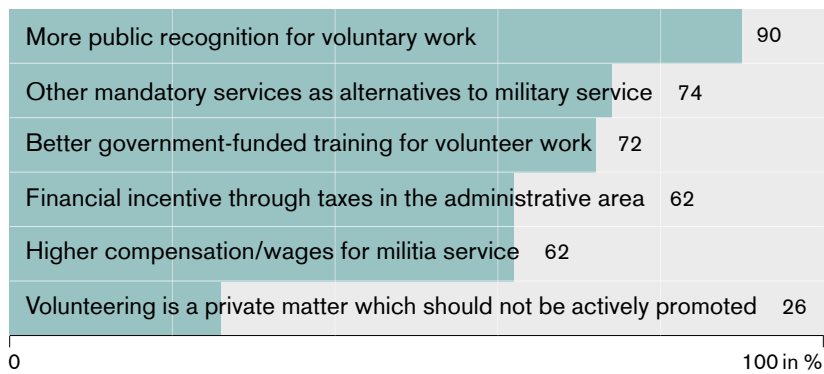 More public recognition for voluntary work 90
Other mandatory services as alternatives to military service 74
Better government-funded training for volunteer work 72
Financial incentive through taxes in the administrative area 62
Higher compensation/wages for militia service 62
Volunteering is a private matter which should not be actively promoted 26
0 100 in %